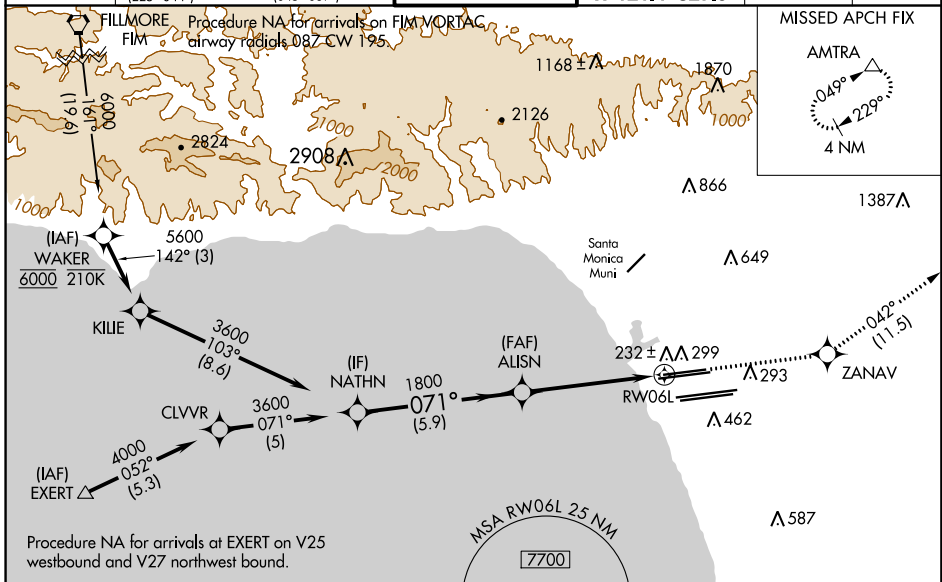 FILLMORE
FIM
Procedure NA for arrivals on FIM VORTAC
airway radials 087 CW 195.
MISSED APCH FIX
AMTRA
049°
229°
4 NM
6000
161°
(19.6)
1168 ±
1870
2126
1000
1000
2824
2908
2000
1000
866
1387
(IAF)
WAKER
6000 210K
5600
142° (3)
Santa
Monica
Muni
649
KILIE
3600
103°
(8.6)
042°
(11.5)
(FAF)
ALISN
232 ±
299
(IF)
NATHN
1800
071°
(5.9)
293
ZANAV
RW06L
CLVVR
3600
071°
(5)
462
4000
052°
(5.3)
(IAF)
EXERT
587
MSA RW06L 25 NM
7700
Procedure NA for arrivals at EXERT on V25
westbound and V27 northwest bound.